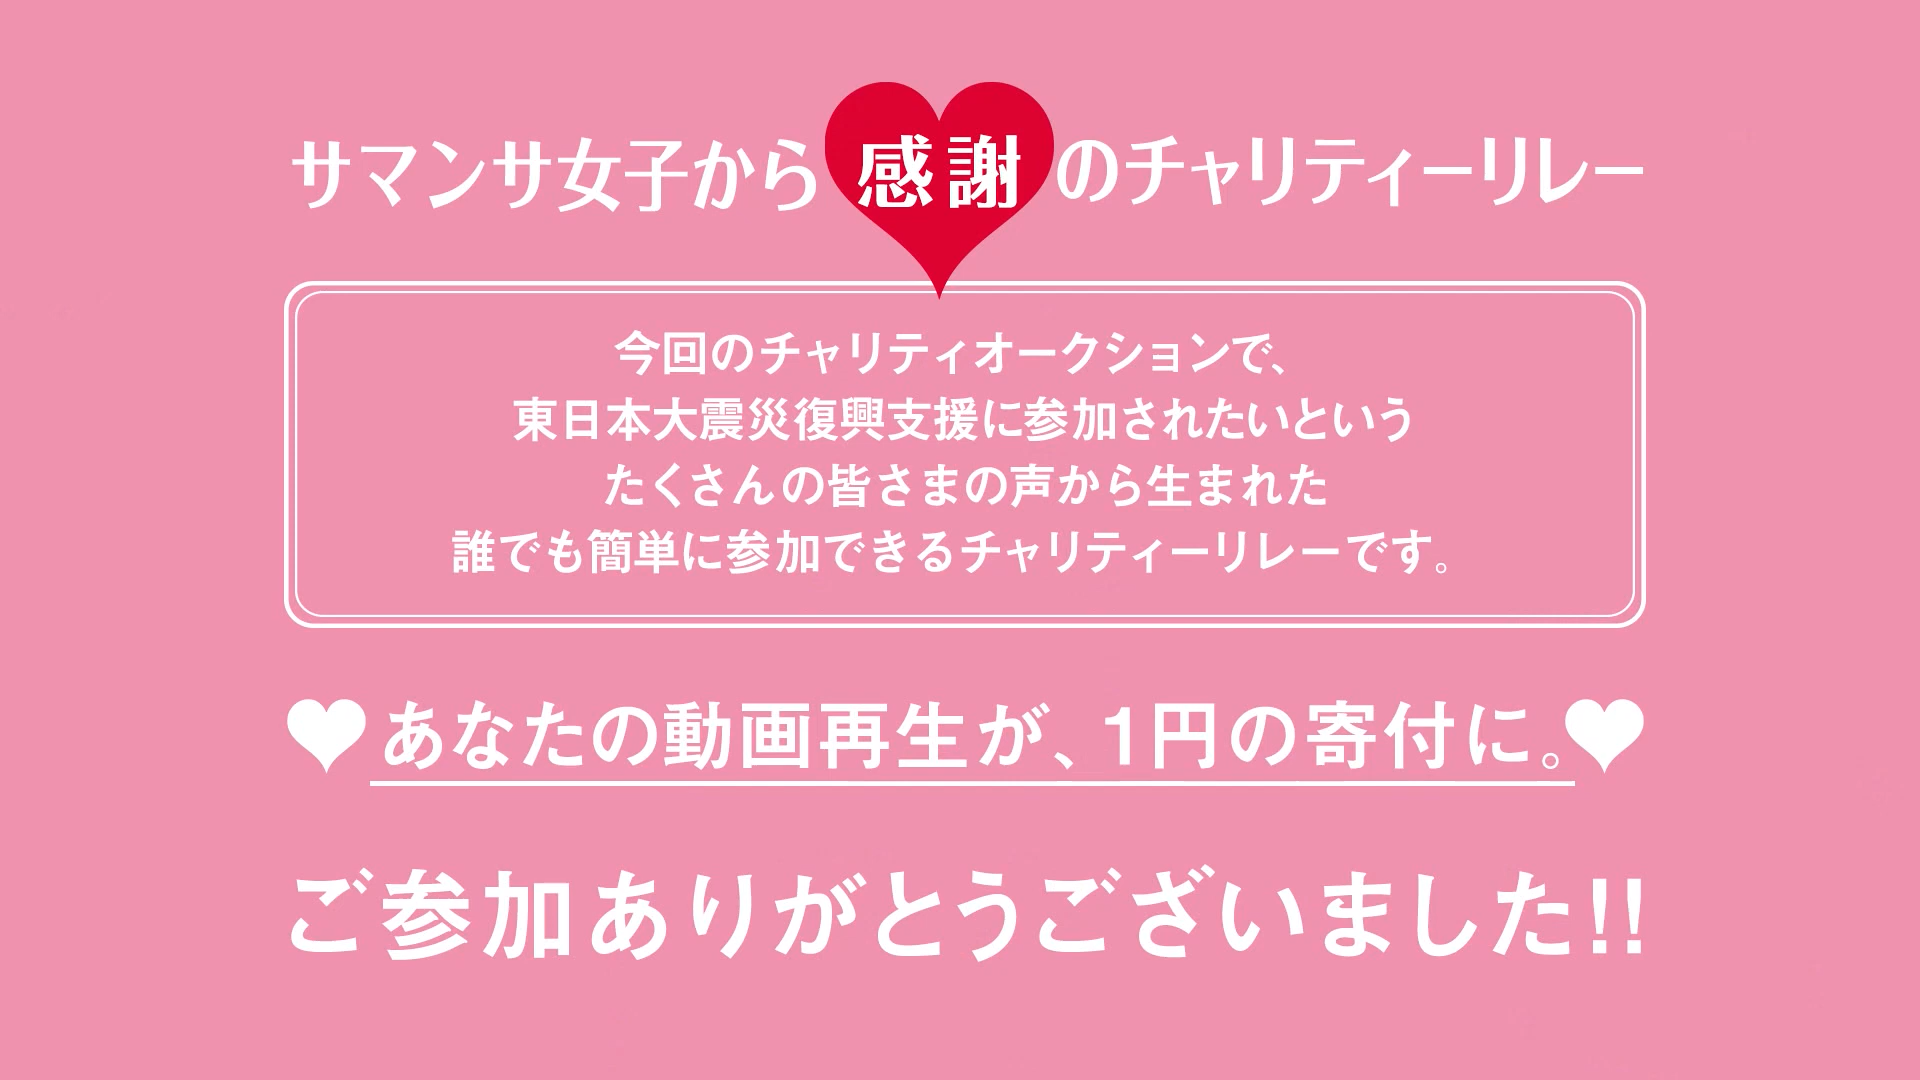 サマンサ女子から感謝のチャリティーリレー
今回のチャリティオークションで、
東日本大震災復興支援に参加されたいという
たくさんの皆さまの声から生まれた
誰でも簡単に参加できるチャリティーリレーです。
あなたの動画再生が、1円の寄付に。
ご参加ありがとうございました!!